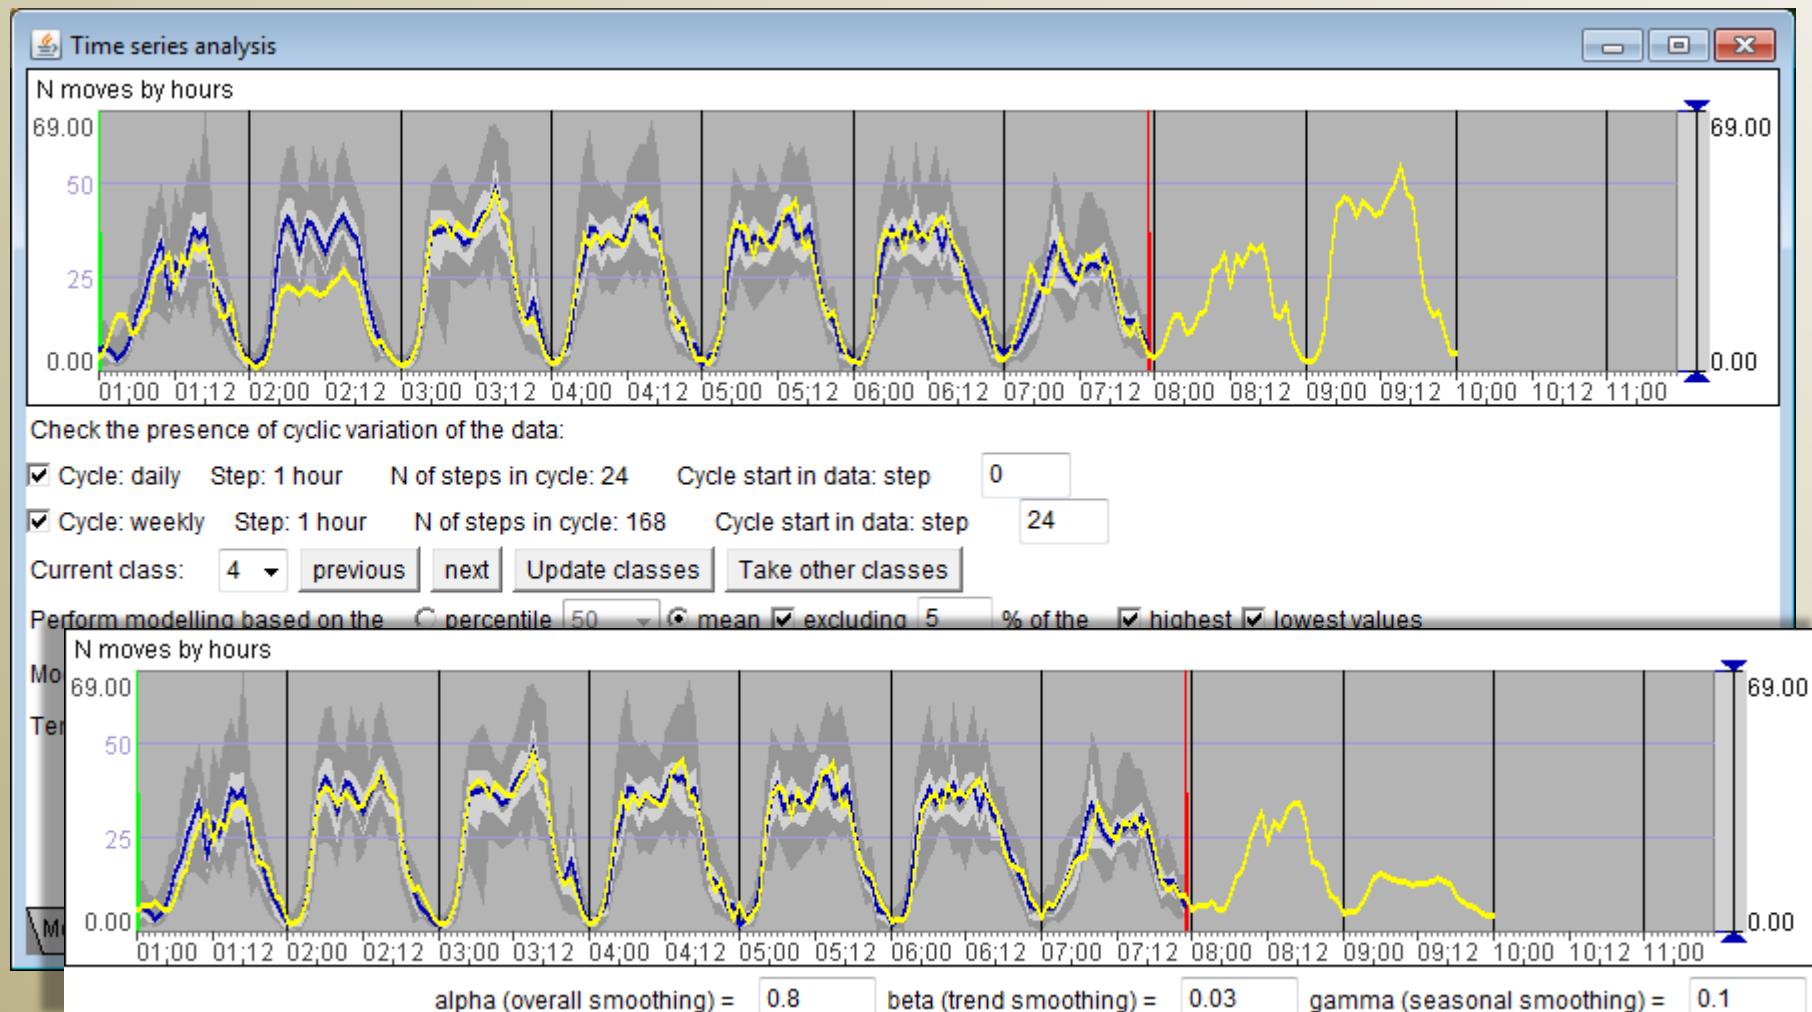 Time series analysis
N moves by hours
69.00
69.00
50
25
0.00
0.00
01;00 01;12 02;00 02;12 03;00 03;12 04;00 04;12 05;00 05;12 06;00 06;12 07;00 07;12 08;00 08;12 09;00 09;12 10;00 10;12 11;00
Check the presence of cyclic variation of the data:
Cycle: daily Step: 1 hour N of steps in cycle: 24 Cycle start in data: step 0
Cycle: weekly Step: 1 hour N of steps in cycle: 168 Cycle start in data: step 24
Current class: 4 previous next Update classes Take other classes
Perform modelling based on the percentile 50 mean excluding 5 % of the highest lowest values
N moves by hours
69.00
69.00
50
25
0.00
0.00
01;00 01;12 02;00 02;12 03;00 03;12 04;00 04;12 05;00 05;12 06;00 06;12 07;00 07;12 08;00 08;12 09;00 09;12 10;00 10;12 11;00
alpha (overall smoothing) = 0.8 beta (trend smoothing) = 0.03 gamma (seasonal smoothing) = 0.1